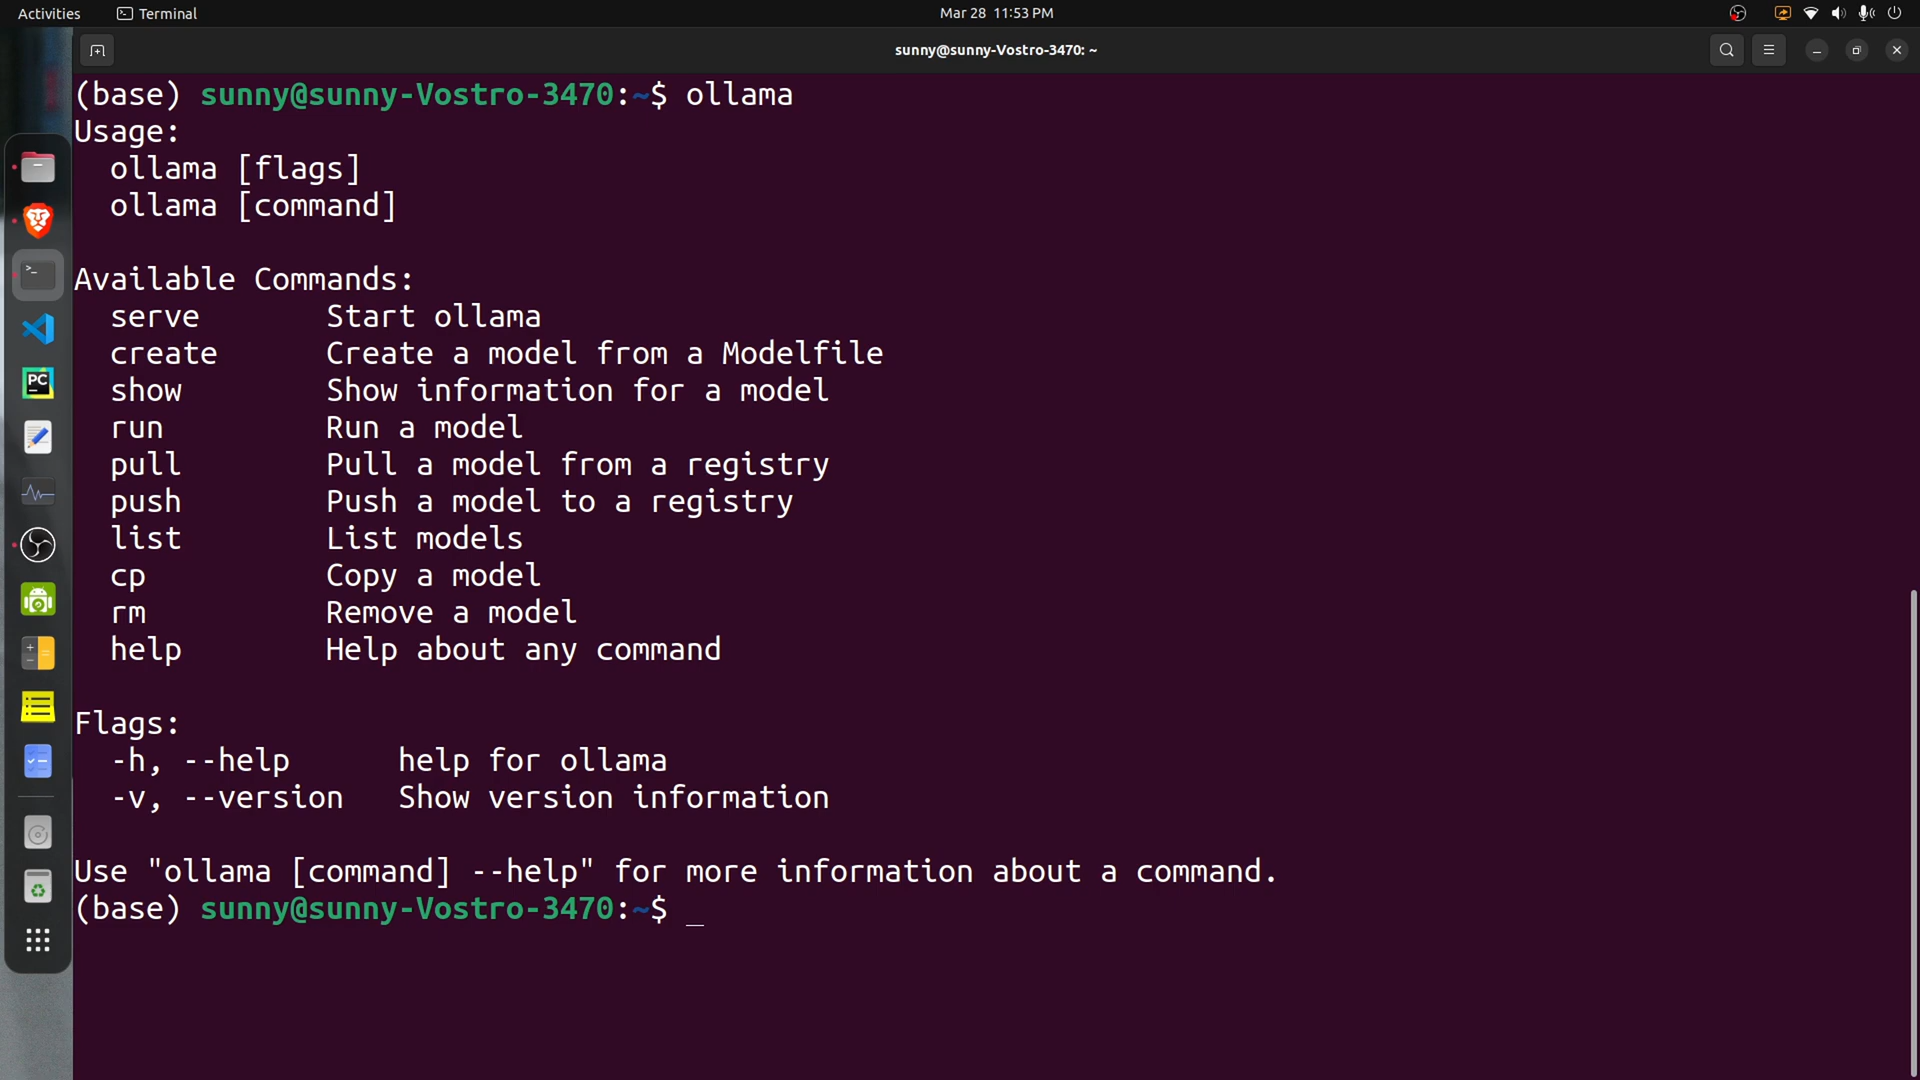 Activities Terminal Mar 28 11:53 PM
sunny@sunny-Vostro-3470: ~
(base) sunny@sunny-Vostro-3470:~$ ollama
Usage:
  ollama [flags]
  ollama [command]

Available Commands:
  serve       Start ollama
  create      Create a model from a Modelfile
  show        Show information for a model
  run         Run a model
  pull        Pull a model from a registry
  push        Push a model to a registry
  list        List models
  cp          Copy a model
  rm          Remove a model
  help        Help about any command

Flags:
  -h, --help      help for ollama
  -v, --version   Show version information

Use "ollama [command] --help" for more information about a command.
(base) sunny@sunny-Vostro-3470:~$ _
PC